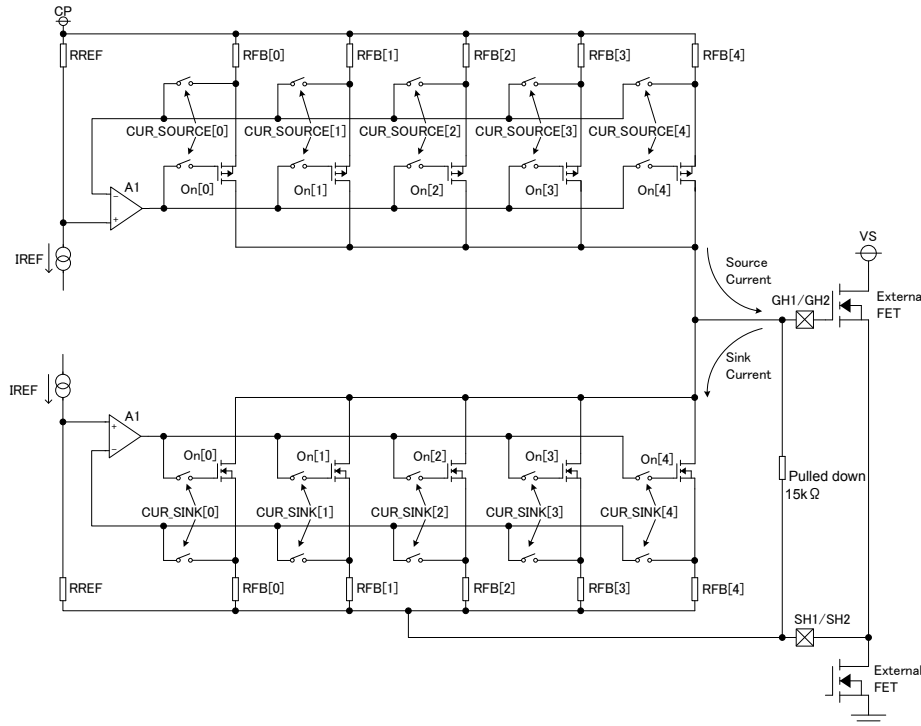 CP
RREF
RFB[0]
RFB[1]
RFB[2]
RFB[3]
RFB[4]
CUR_SOURCE[0]
CUR_SOURCE[1]
CUR_SOURCE[2]
CUR_SOURCE[3]
CUR_SOURCE[4]
On[0]
On[1]
On[2]
On[3]
On[4]
A1
−
+
IREF
Source
Current
VS
GH1/GH2
External
FET
Sink
Current
IREF
A1
+
−
On[0]
On[1]
On[2]
On[3]
On[4]
Pulled down
15kΩ
CUR_SINK[0]
CUR_SINK[1]
CUR_SINK[2]
CUR_SINK[3]
CUR_SINK[4]
RREF
RFB[0]
RFB[1]
RFB[2]
RFB[3]
RFB[4]
SH1/SH2
External
FET